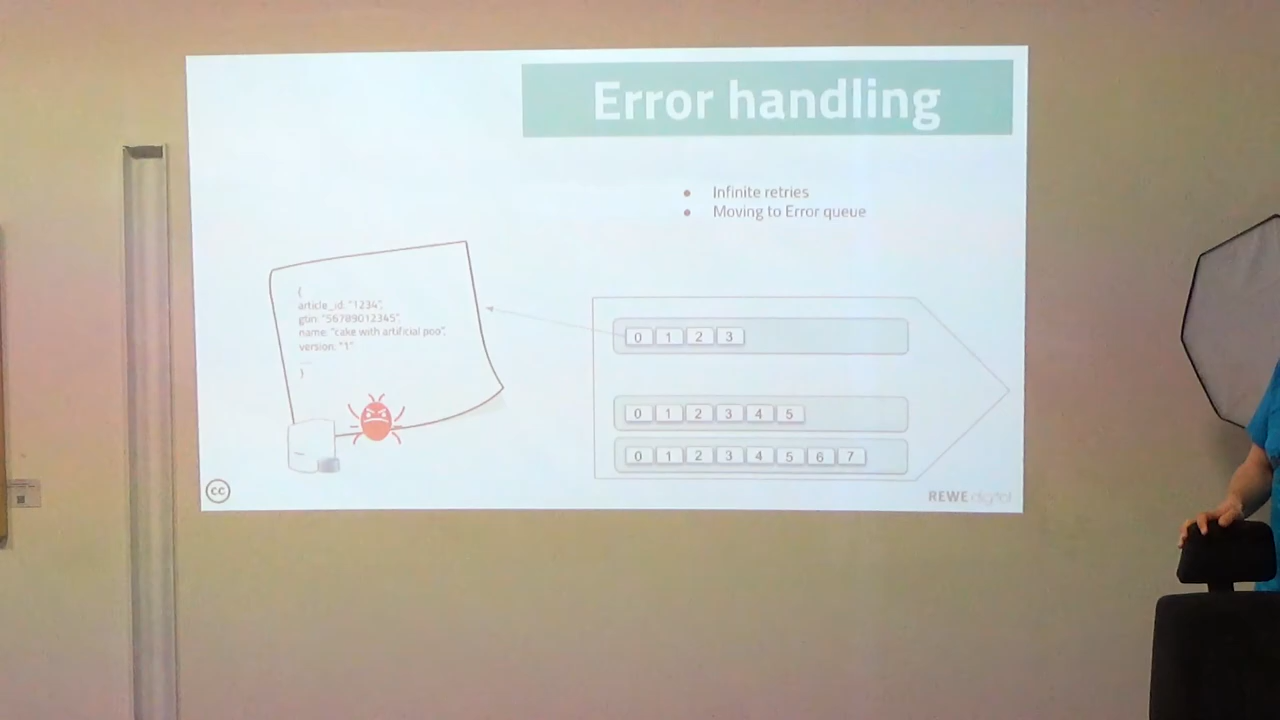 Error handling
● Infinite retries
● Moving to Error queue
{
article_id: "1234",
gtin: "56789012345",
name: "cake with artificial poo",
version: "1"
...
}
0 1 2 3
0 1 2 3 4 5
0 1 2 3 4 5 6 7
cc
REWE digital